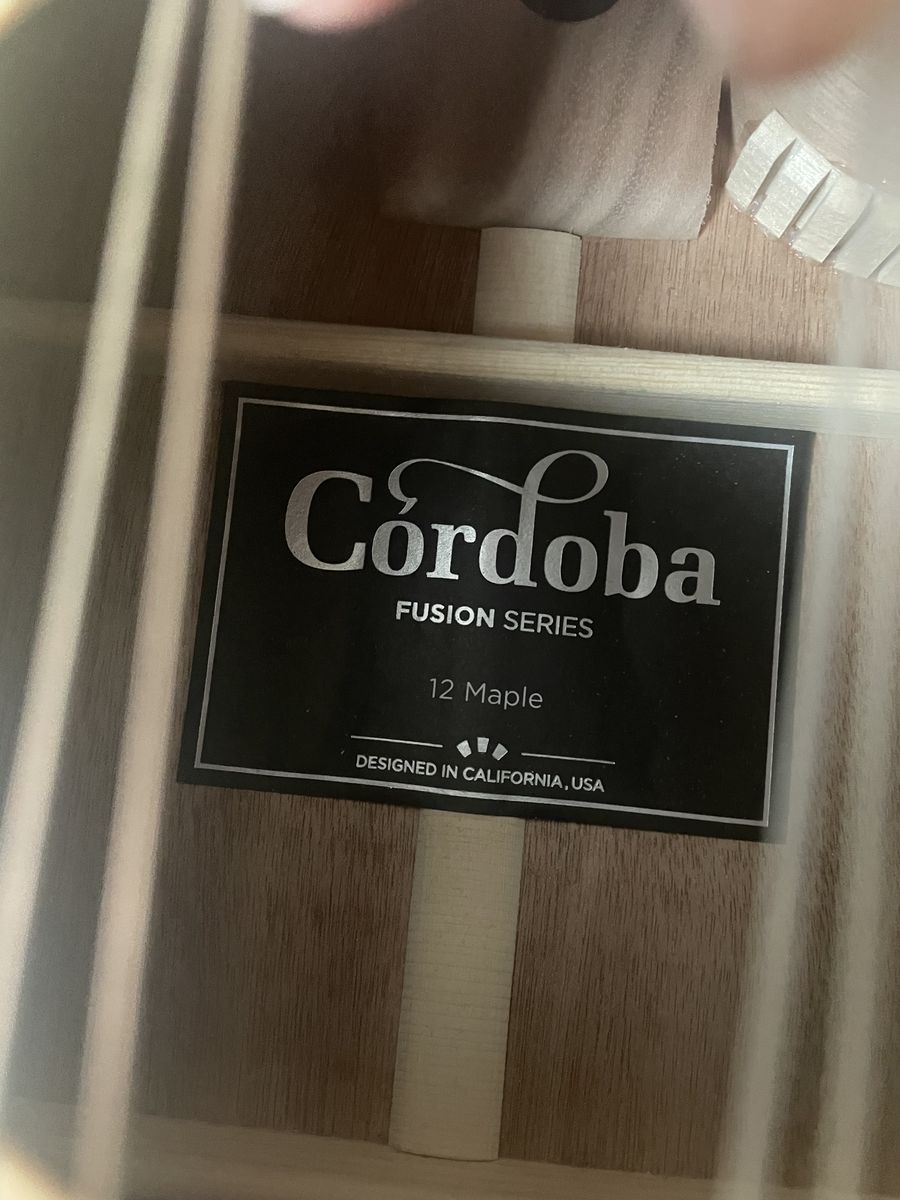 Córdoba
FUSION SERIES
12 Maple
DESIGNED IN CALIFORNIA, USA